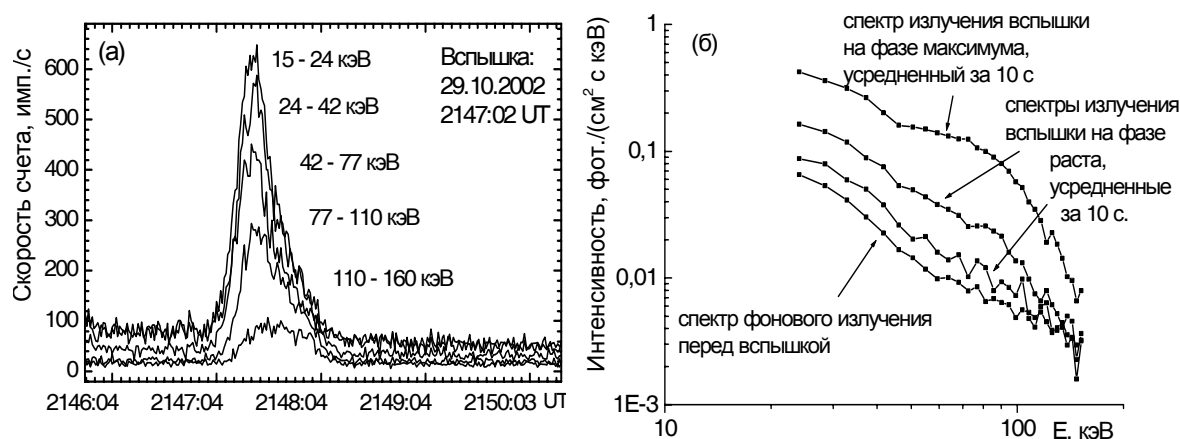 (а)
Скорость счета, имп./с
600
500
400
300
200
100
0
15 - 24 кэВ
24 - 42 кэВ
42 - 77 кэВ
77 - 110 кэВ
110 - 160 кэВ
Вспышка:
29.10.2002
2147:02 UT
2146:04 2147:04 2148:04 2149:04 2150:03 UT
(б)
Интенсивность, фот./(см² с кэВ)
1
0,1
0,01
1E-3
спектр излучения вспышки
на фазе максимума,
усредненный за 10 с
спектры излучения
вспышки на фазе
раста,
усредненные
за 10 с.
спектр фонового излучения
перед вспышкой
10 100
E, кэВ